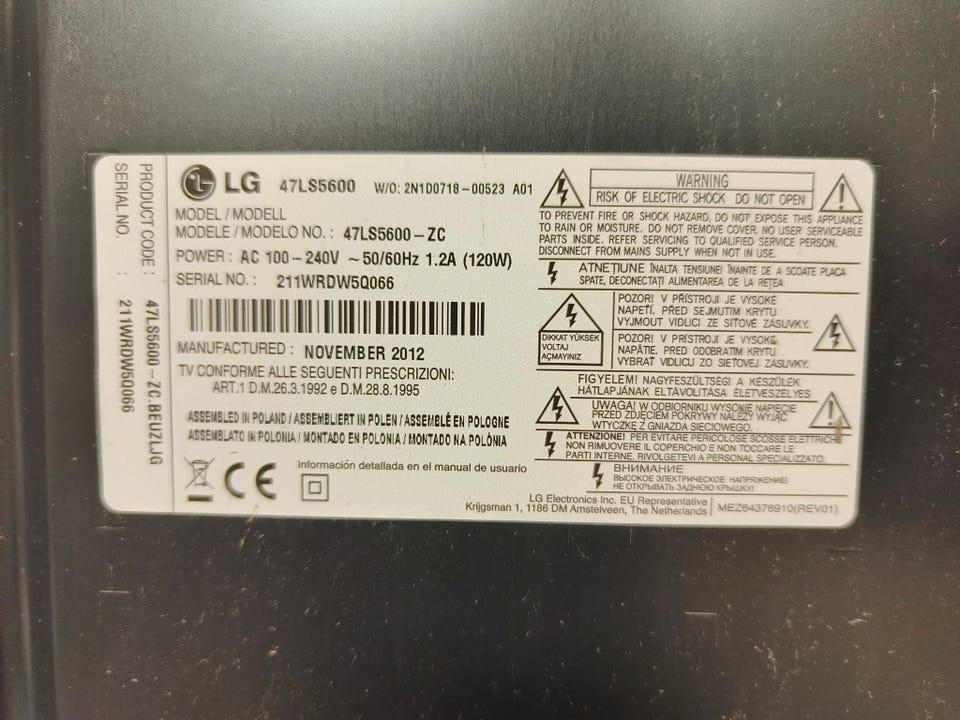 PRODUCT CODE : 47LS5600-ZC.BEUZLJG
SERIAL NO. : 211WRDW5Q066
LG 47LS5600 W/O: 2N1D0718-00523 A01
MODEL / MODELL
MODELE / MODELO NO. : 47LS5600-ZC
POWER : AC 100-240V ~50/60Hz 1.2A (120W)
SERIAL NO. : 211WRDW5Q066
MANUFACTURED : NOVEMBER 2012
TV CONFORME ALLE SEGUENTI PRESCRIZIONI:
ART.1 D.M.26.3.1992 e D.M.28.8.1995
ASSEMBLED IN POLAND / ASSEMBLIERT IN POLEN / ASSEMBLÉ EN POLOGNE
ASSEMBLATO IN POLONIA / MONTADO EN POLONIA / MONTADO NA POLÓNIA
CE
Información detallada en el manual de usuario
WARNING
RISK OF ELECTRIC SHOCK DO NOT OPEN
TO PREVENT FIRE OR SHOCK HAZARD, DO NOT EXPOSE THIS APPLIANCE
TO RAIN OR MOISTURE. DO NOT REMOVE COVER. NO USER SERVICEABLE
PARTS INSIDE. REFER SERVICING TO QUALIFIED SERVICE PERSON.
DISCONNECT FROM MAINS SUPPLY WHEN NOT IN USE.
ATNEŢIUNE ÎNALTA TENSIUNE! ÎNAINTE DE A SCOATE PLACA
SPATE, DECONECTAŢI ALIMENTAREA DE LA REŢEA
DİKKAT YÜKSEK
VOLTAJ
AÇMAYINIZ
POZOR! V PŘÍSTROJI JE VYSOKÉ
NAPETÍ. PŘED SEJMUTIM KRYTU
VYJMOUT VIDLICI ZE SÍTOVÉ ZÁSUVKY.
POZOR! V PRÍSTROJI JE VYSOKÉ
NAPÄTIE. PRED ODOBRATIM KRYTU
VYBRAŤ VIDLICU ZO SIEŤOVEJ ZÁSUVKY.
FIGYELEM! NAGYFESZÜLTSÉGI A KÉSZÜLÉK
HÁTLAPJÁNAK ELTÁVOLÍTÁSA ÉLETVESZÉLYES
UWAGA! W ODBIORNIKU WYSONIE NAPIĘCIE
PRZED ZDJĘCIEM POKRYWY NALEŻY WYJĄĆ
WTYCZKĘ Z GNIAZDA SIECIOWEGO.
ATTENZIONE! PER EVITARE PERICOLOSE SCOSSE ELETTRICHE
NON RIMUOVERE IL COPERCHIO E NON TOCCARE LE
PARTI INTERNE, RIVOLGETEVI A PERSONAL SPECIALIZZATO.
ВНИМАНИЕ
ВЫСОКОЕ ЭЛЕКТРИЧЕСКОЕ НАПРЯЖЕНИЕ!
НЕ ОТКРЫВАТЬ ЗАДНЮЮ КРЫШКУ!
LG Electronics Inc. EU Representative
Krijgsman 1, 1186 DM Amstelveen, The Netherlands
MEZ64376910(REV01)